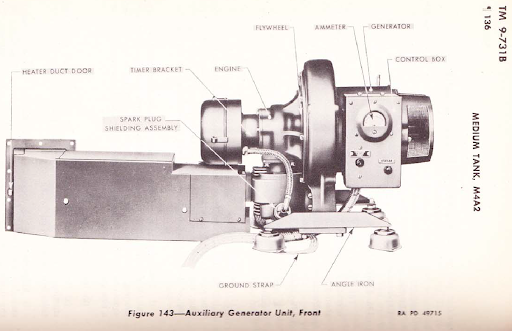 TM 9-731B
¶ 136
MEDIUM TANK, M4A2
FLYWHEEL
AMMETER
GENERATOR
CONTROL BOX
HEATER DUCT DOOR
TIMER BRACKET
ENGINE
SPARK PLUG
SHIELDING ASSEMBLY
GROUND STRAP
ANGLE IRON
Figure 143—Auxiliary Generator Unit, Front
RA PD 49715